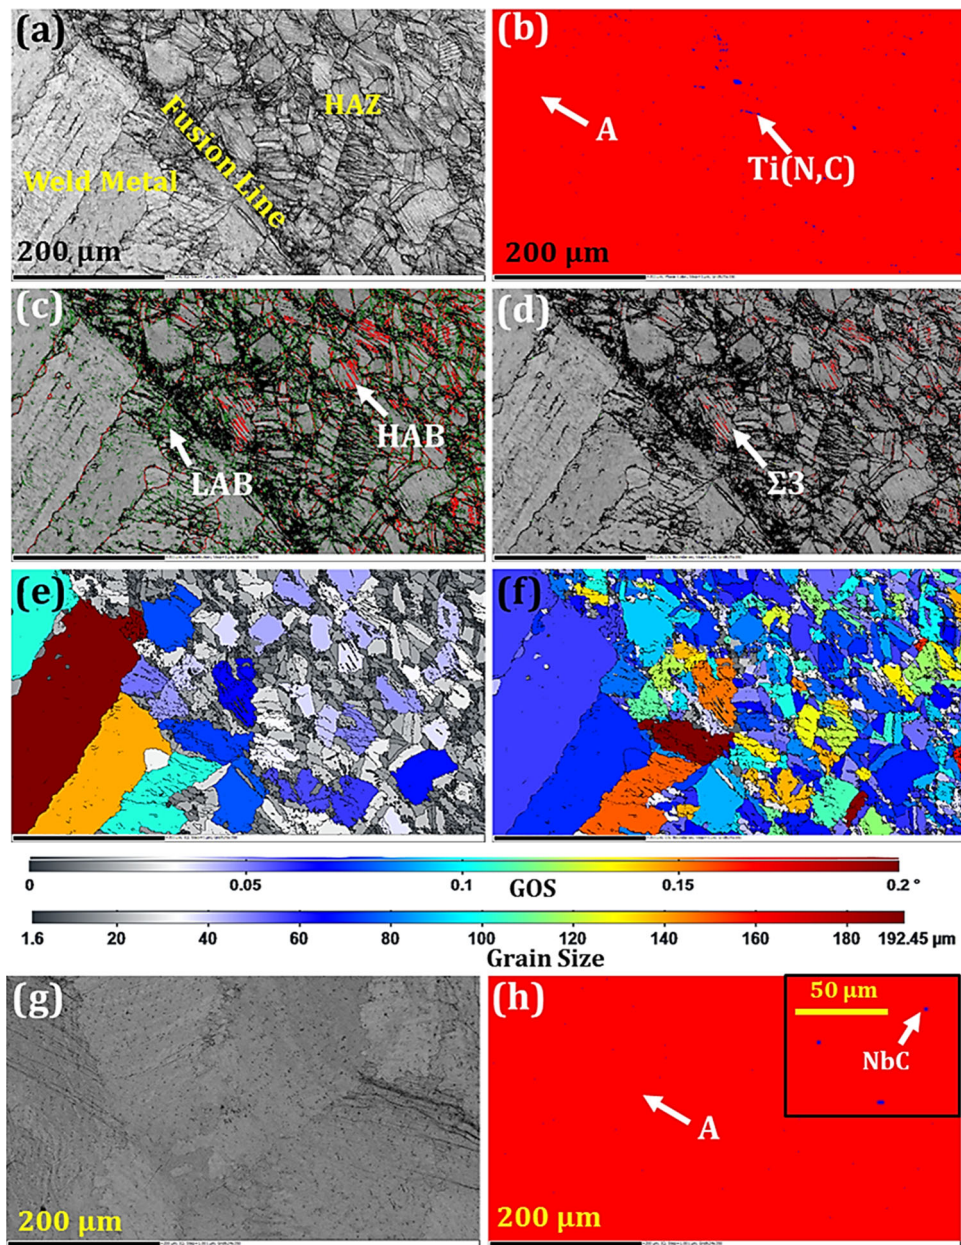 (a)
HAZ
Fusion Line
Weld Metal
200 µm
(b)
A
Ti(N,C)
200 µm
(c)
HAB
LAB
(d)
Σ3
(e)
(f)
0 0.05 0.1 0.15 0.2 °
GOS
1.6 20 40 60 80 100 120 140 160 180 192.45 µm
Grain Size
(g)
200 µm
(h)
50 µm
NbC
A
200 µm